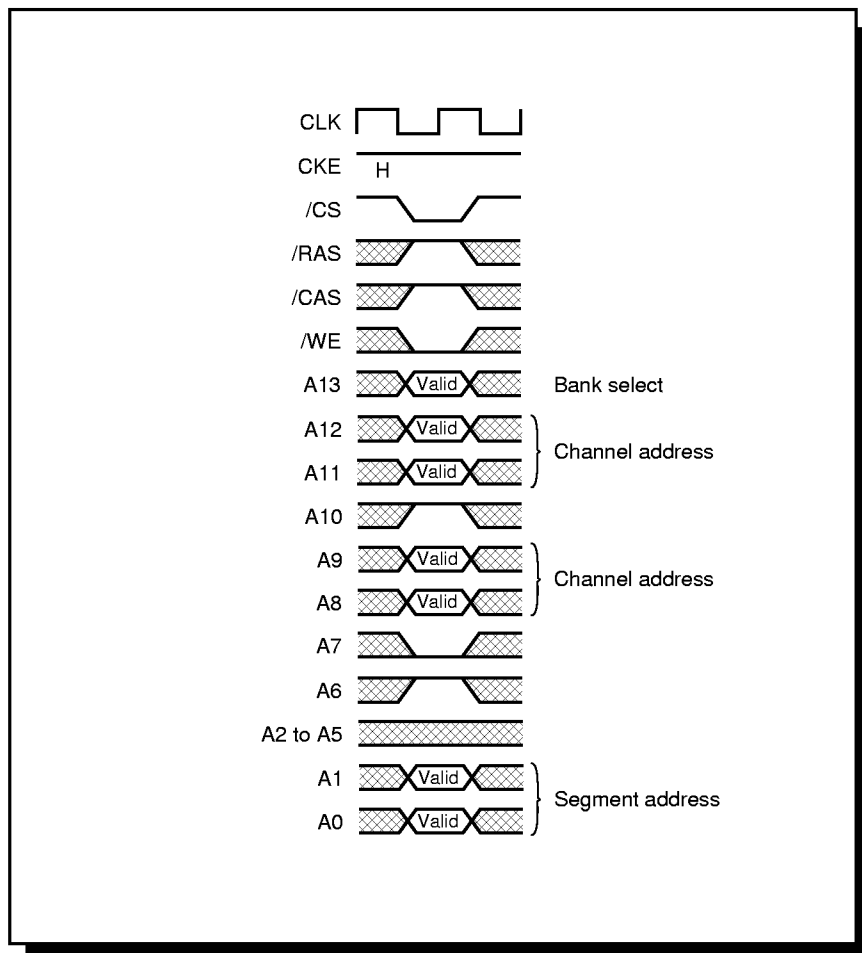 CLK
CKE H
/CS
/RAS
/CAS
/WE
A13 Valid Bank select
A12 Valid
Channel address
A11 Valid
A10
A9 Valid
Channel address
A8 Valid
A7
A6
A2 to A5
A1 Valid
Segment address
A0 Valid